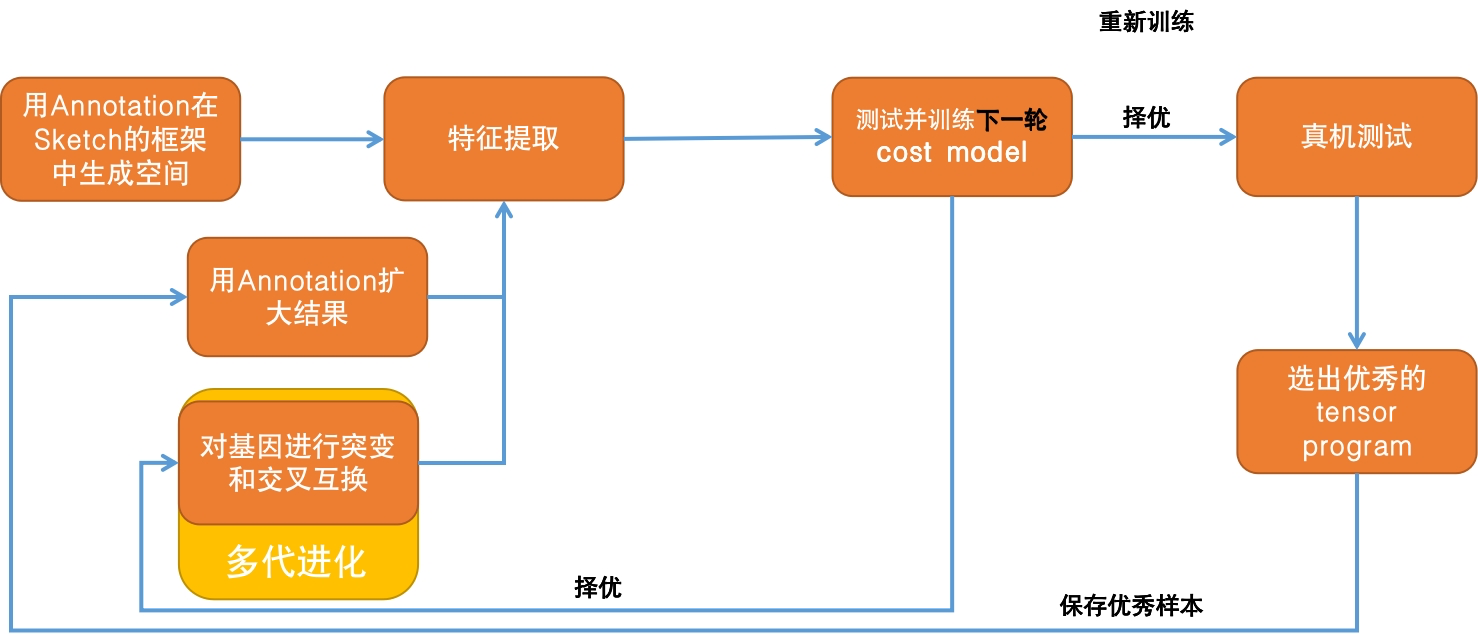 重新训练
用Annotation在
Sketch的框架
中生成空间
特征提取
测试并训练下一轮
cost model
择优
真机测试
用Annotation扩
大结果
选出优秀的
tensor
program
对基因进行突变
和交叉互换
多代进化
择优
保存优秀样本